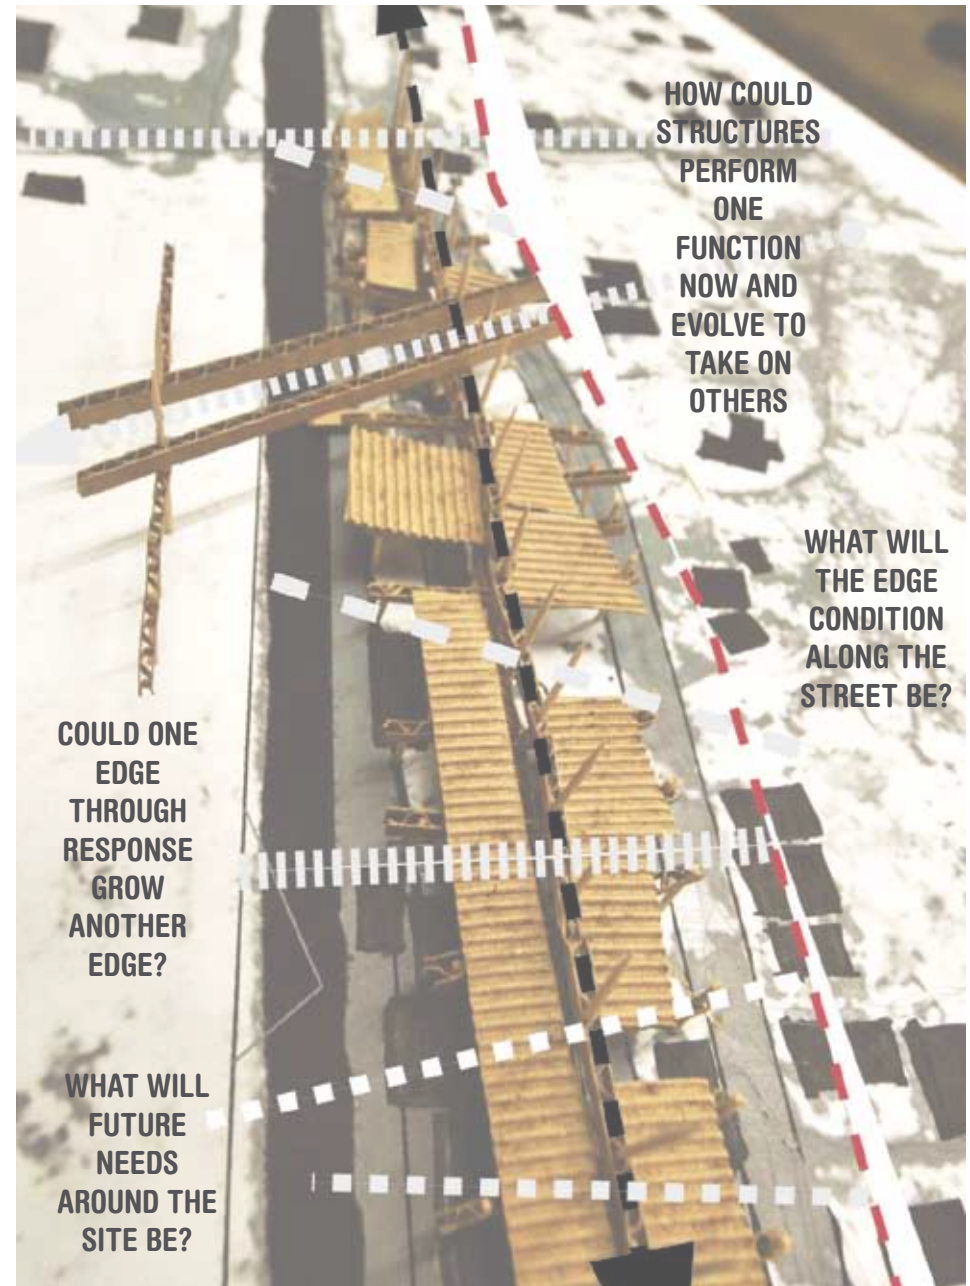 HOW COULD
STRUCTURES
PERFORM
ONE
FUNCTION
NOW AND
EVOLVE TO
TAKE ON
OTHERS
WHAT WILL
THE EDGE
CONDITION
ALONG THE
STREET BE?
COULD ONE
EDGE
THROUGH
RESPONSE
GROW
ANOTHER
EDGE?
WHAT WILL
FUTURE
NEEDS
AROUND THE
SITE BE?